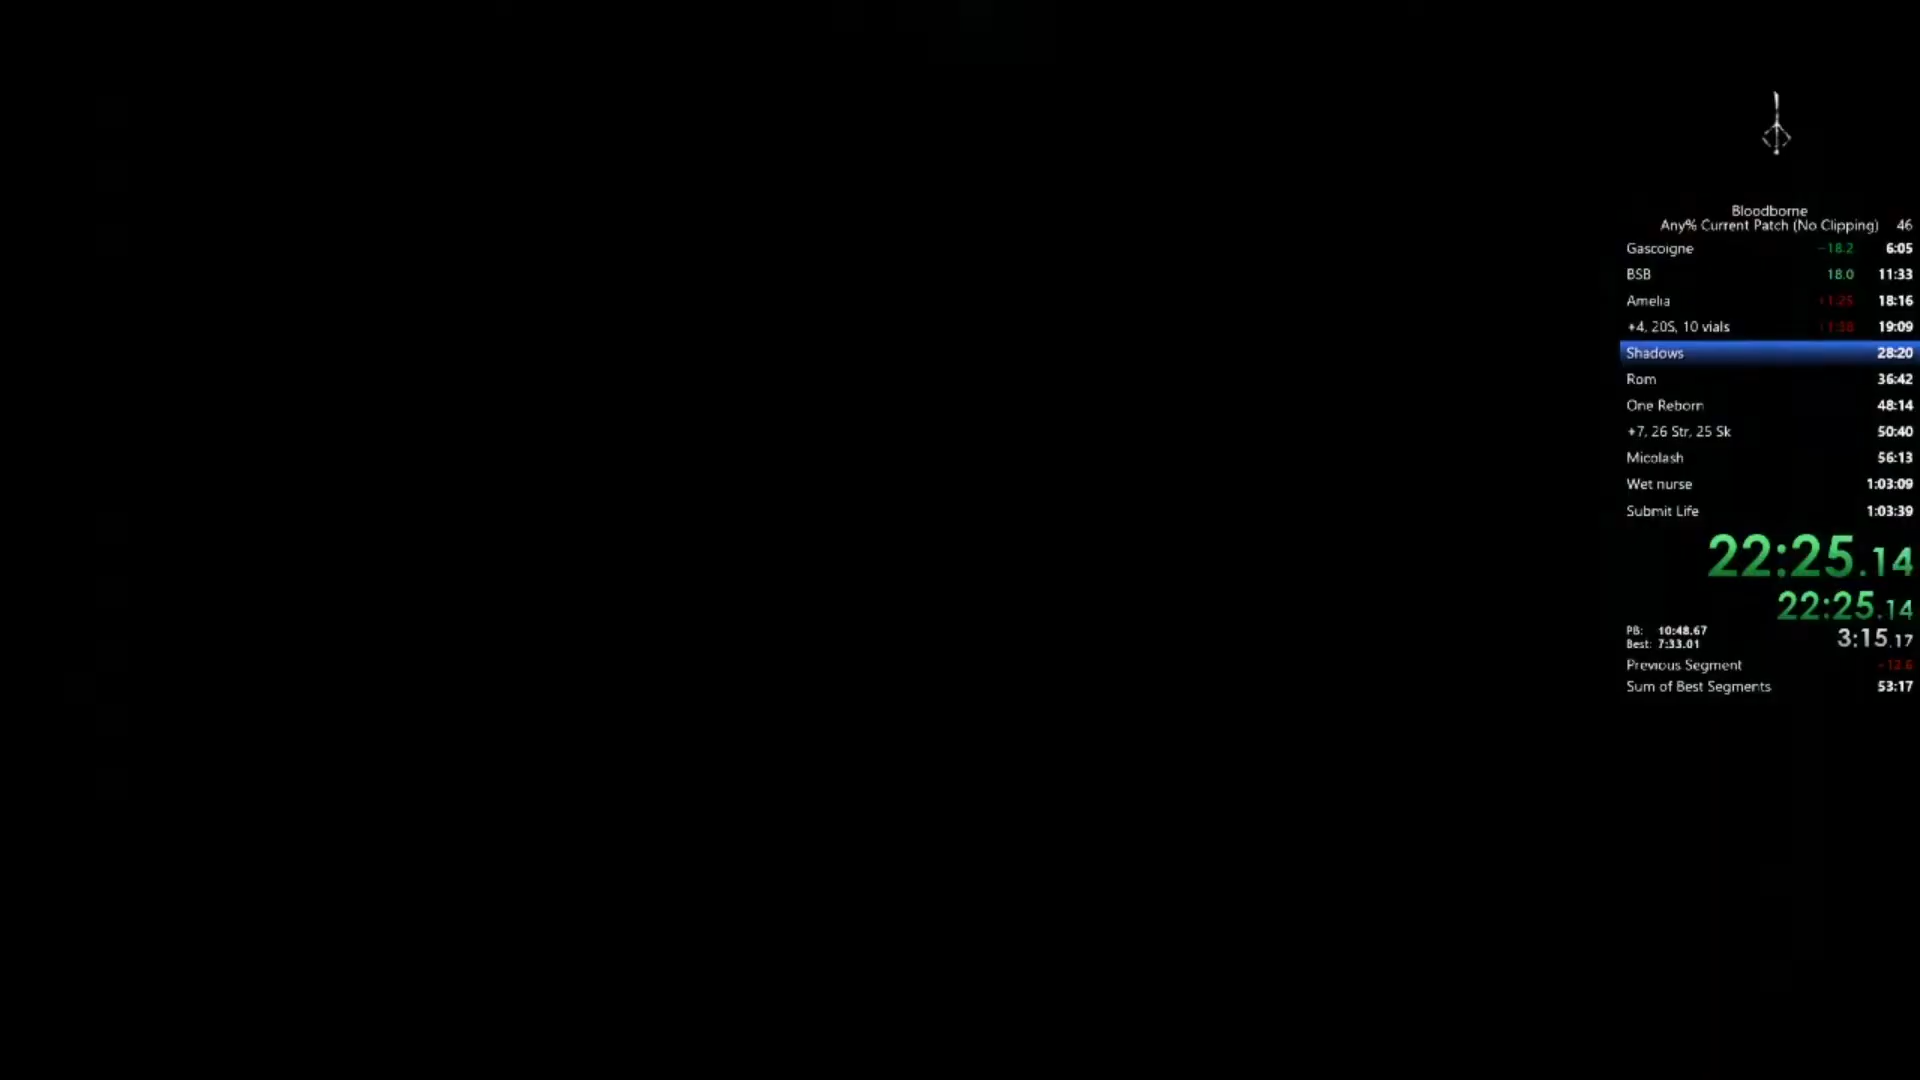 Bloodborne
Any% Current Patch (No Clipping) 46
Gascoigne -18.2 6:05
BSB 18.0 11:33
Amelia +1:25 18:16
+4, 20S, 10 vials +1:38 19:09
Shadows 28:20
Rom 36:42
One Reborn 48:14
+7, 26 Str, 25 Sk 50:40
Micolash 56:13
Wet nurse 1:03:09
Submit Life 1:03:39
22:25.14
22:25.14
PB: 10:48.67
Best: 7:33.01
3:15.17
Previous Segment
Sum of Best Segments 53:17